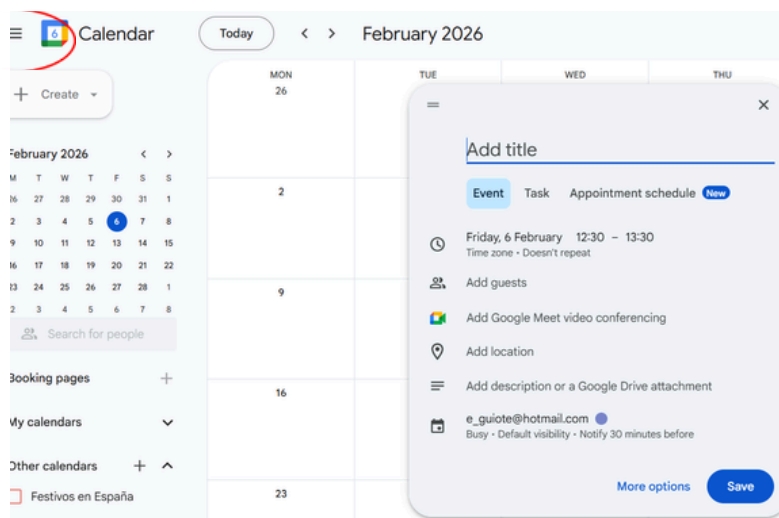 6 Calendar Today < > February 2026
+ Create
February 2026 < >
M T W T F S S
26 27 28 29 30 31 1
2 3 4 5 6 7 8
9 10 11 12 13 14 15
16 17 18 19 20 21 22
23 24 25 26 27 28 1
2 3 4 5 6 7 8
Search for people
Booking pages +
My calendars
Other calendars +
Festivos en España
MON TUE WED THU
26
2
9
16
23
Add title
Event Task Appointment schedule New
Friday, 6 February 12:30 – 13:30
Time zone • Doesn't repeat
Add guests
Add Google Meet video conferencing
Add location
Add description or a Google Drive attachment
e_guiote@hotmail.com
Busy • Default visibility • Notify 30 minutes before
More options Save